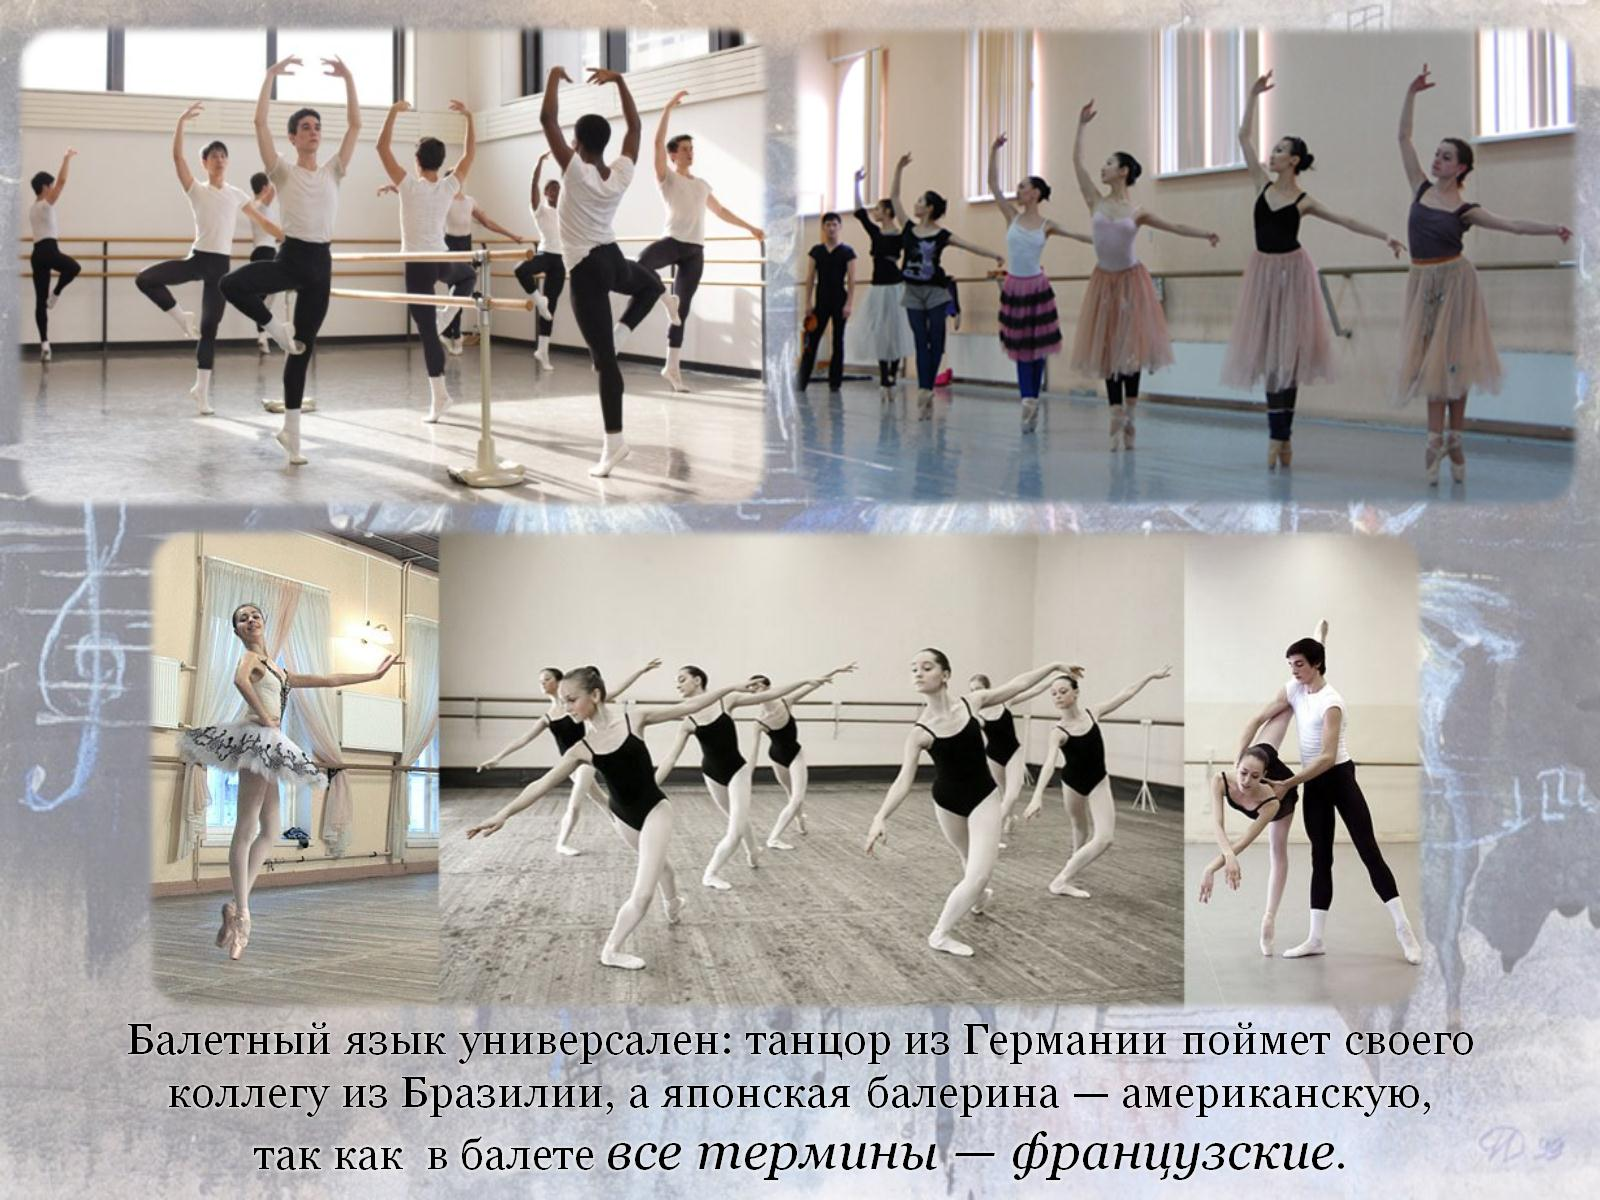 Балетный язык универсален: танцор из Германии поймет своего
коллегу из Бразилии, а японская балерина — американскую,
так как в балете все термины — французские.